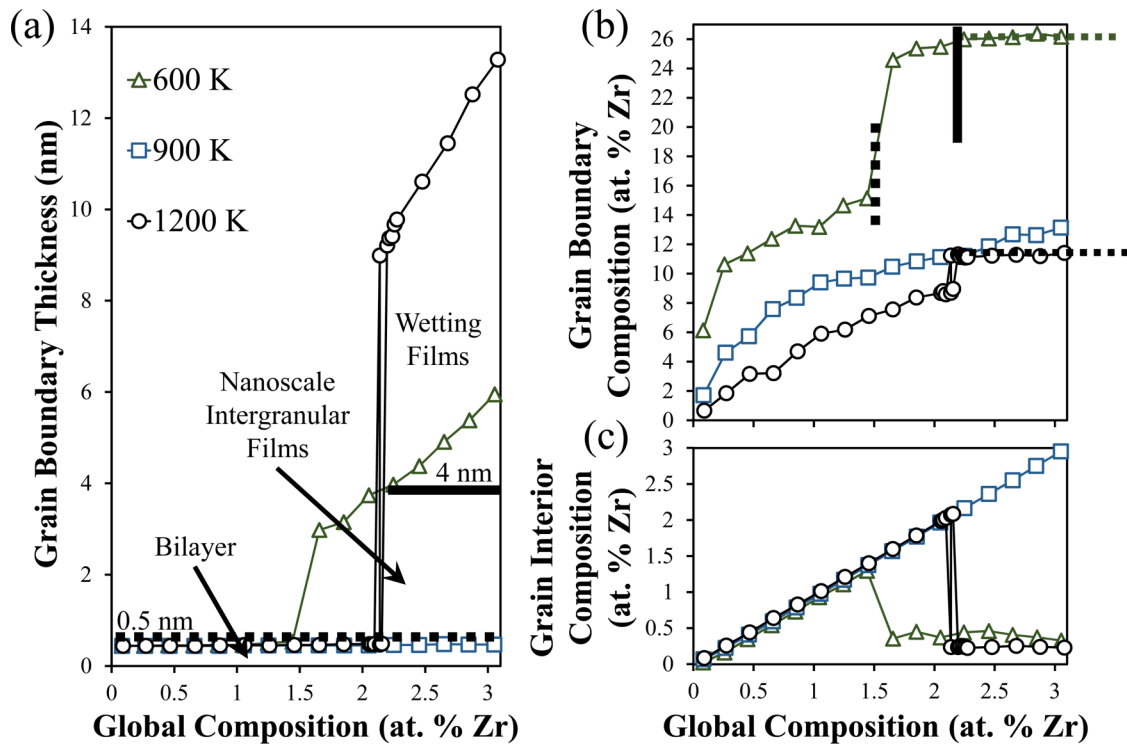 (a)
Grain Boundary Thickness (nm)
14
12
10
8
6
4
2
0
600 K
900 K
1200 K
Wetting
Films
Nanoscale
Intergranular
Films
4 nm
Bilayer
0.5 nm
0 0.5 1 1.5 2 2.5 3
Global Composition (at. % Zr)
(b)
Grain Boundary
Composition (at. % Zr)
26
24
22
20
18
16
14
12
10
8
6
4
2
0
(c)
Grain Interior
Composition
(at. % Zr)
3
2.5
2
1.5
1
0.5
0
0 0.5 1 1.5 2 2.5 3
Global Composition (at. % Zr)